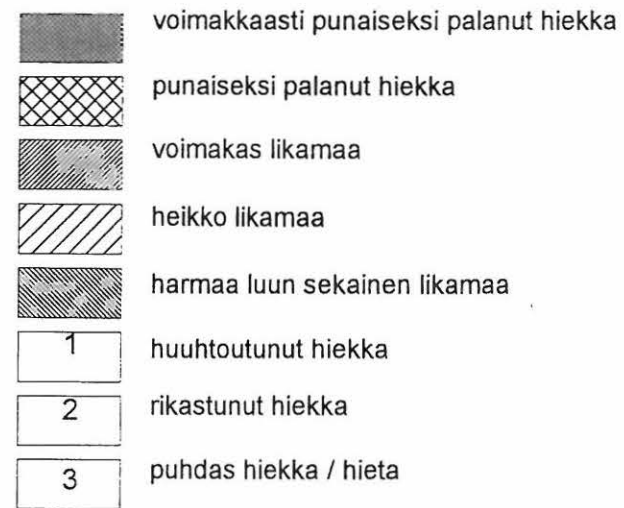 voimakkaasti punaiseksi palanut hiekka
punaiseksi palanut hiekka
voimakas likamaa
heikko likamaa
harmaa luun sekainen likamaa
1 huuhtoutunut hiekka
2 rikastunut hiekka
3 puhdas hiekka / hieta